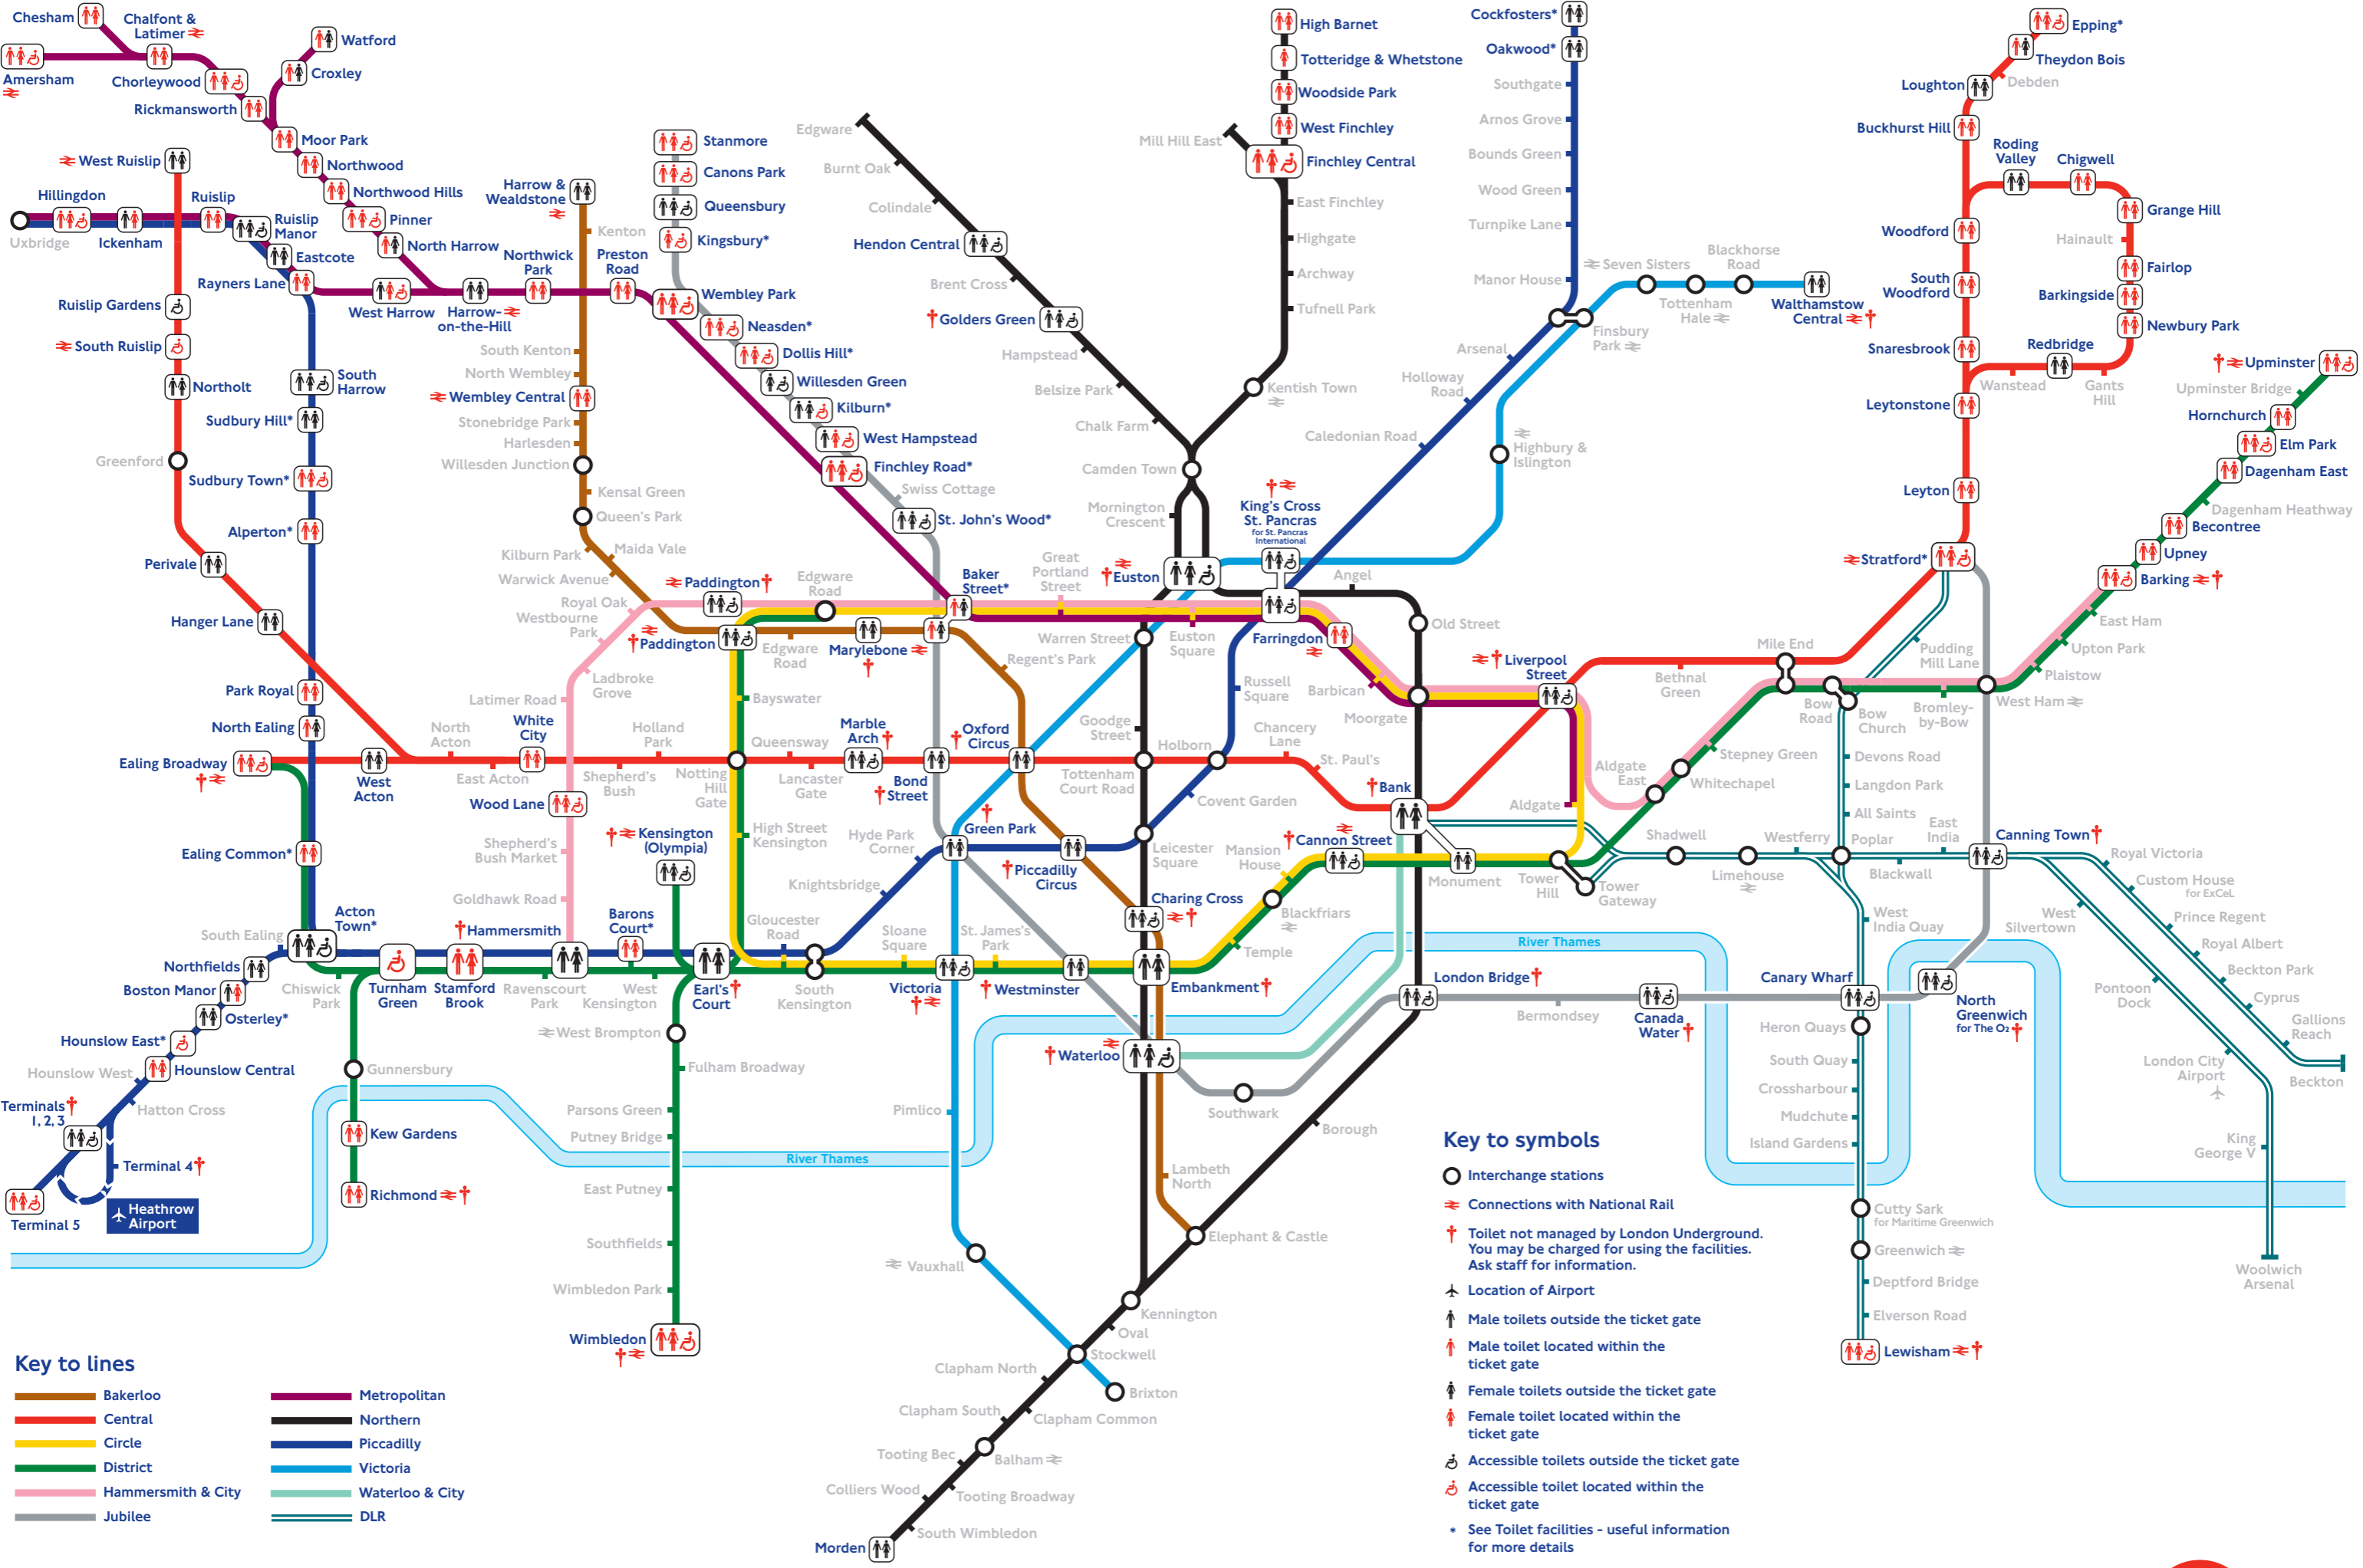 Chesham
Chalfont &
Latimer
Watford
Amersham
Chorleywood
Croxley
Rickmansworth
Moor Park
West Ruislip
Northwood
Hillingdon
Ruislip
Northwood Hills
Ruislip
Manor
Pinner
Uxbridge
Ickenham
Eastcote
North Harrow
Rayners Lane
Harrow &
Wealdstone
Kenton
Northwick
Park
Preston
Road
Ruislip Gardens
West Harrow
Harrow-
on-the-Hill
South Ruislip
Northolt
South
Harrow
Sudbury Hill*
Greenford
Sudbury Town*
Alperton*
Perivale
Hanger Lane
Park Royal
North Ealing
Ealing Broadway
West
Acton
Ealing Common*
South Kenton
North Wembley
Wembley Central
Stonebridge Park
Harlesden
Willesden Junction
Kensal Green
Queen's Park
Kilburn Park
Maida Vale
Warwick Avenue
Stanmore
Canons Park
Queensbury
Kingsbury*
Wembley Park
Neasden*
Dollis Hill*
Willesden Green
Kilburn*
West Hampstead
Finchley Road*
Swiss Cottage
St. John's Wood*
Edgware
Burnt Oak
Colindale
Hendon Central
Brent Cross
Golders Green
Hampstead
Belsize Park
Chalk Farm
Camden Town
Mornington
Crescent
High Barnet
Totteridge & Whetstone
Woodside Park
West Finchley
Mill Hill East
Finchley Central
East Finchley
Highgate
Archway
Tufnell Park
Kentish Town
Cockfosters*
Oakwood*
Southgate
Arnos Grove
Bounds Green
Wood Green
Turnpike Lane
Manor House
Seven Sisters
Blackhorse
Road
Tottenham
Hale
Walthamstow
Central
Finsbury
Park
Arsenal
Holloway
Road
Caledonian Road
Highbury &
Islington
Epping*
Theydon Bois
Debden
Loughton
Buckhurst Hill
Roding
Valley
Chigwell
Grange Hill
Woodford
Hainault
South
Woodford
Fairlop
Barkingside
Newbury Park
Snaresbrook
Redbridge
Wanstead
Gants
Hill
Leytonstone
Leyton
Stratford*
Upminster
Upminster Bridge
Hornchurch
Elm Park
Dagenham East
Dagenham Heathway
Becontree
Upney
Barking
East Ham
Upton Park
Plaistow
West Ham
King's Cross
St. Pancras
for St. Pancras
International
Euston
Angel
Old Street
Paddington
Edgware
Road
Baker
Street*
Great
Portland
Street
Royal Oak
Westbourne
Park
Paddington
Edgware
Road
Marylebone
Regent's Park
Warren Street
Euston
Square
Farringdon
Ladbroke
Grove
Latimer Road
Bayswater
Russell
Square
Barbican
Moorgate
Liverpool
Street
Bethnal
Green
Mile End
Pudding
Mill Lane
Bow
Road
Bow
Church
Bromley-
by-Bow
North
Acton
East Acton
White
City
Holland
Park
Shepherd's
Bush
Notting
Hill
Gate
Queensway
Lancaster
Gate
Marble
Arch
Bond
Street
Oxford
Circus
Goodge
Street
Tottenham
Court Road
Holborn
Chancery
Lane
St. Paul's
Bank
Aldgate
East
Aldgate
Whitechapel
Stepney Green
Devons Road
Langdon Park
All Saints
Wood Lane
Shepherd's
Bush Market
Goldhawk Road
Kensington
(Olympia)
High Street
Kensington
Hyde Park
Corner
Green Park
Knightsbridge
Piccadilly
Circus
Leicester
Square
Covent Garden
Mansion
House
Cannon Street
Monument
Tower
Hill
Tower
Gateway
Shadwell
Limehouse
Westferry
Poplar
East
India
Blackwall
Canning Town
Royal Victoria
Custom House
for ExCeL
Prince Regent
Royal Albert
Beckton Park
Cyprus
Gallions
Reach
Beckton
West
Silvertown
Pontoon
Dock
London City
Airport
King
George V
Woolwich
Arsenal
South Ealing
Acton
Town*
Hammersmith
Barons
Court*
Gloucester
Road
Sloane
Square
St. James's
Park
Charing Cross
Blackfriars
Temple
River Thames
West
India Quay
Northfields
Boston Manor
Osterley*
Hounslow East*
Hounslow West
Hounslow Central
Hatton Cross
Terminals
1, 2, 3
Terminal 4
Terminal 5
Heathrow
Airport
Chiswick
Park
Turnham
Green
Stamford
Brook
Ravenscourt
Park
West
Kensington
Earl's
Court
South
Kensington
Victoria
Westminster
Embankment
London Bridge
Bermondsey
Canada
Water
Canary Wharf
North
Greenwich
for The O₂
Gunnersbury
Kew Gardens
Richmond
West Brompton
Fulham Broadway
Parsons Green
Putney Bridge
River Thames
East Putney
Southfields
Wimbledon Park
Wimbledon
Pimlico
Waterloo
Southwark
Borough
Lambeth
North
Elephant & Castle
Vauxhall
Kennington
Oval
Stockwell
Brixton
Clapham North
Clapham Common
Clapham South
Balham
Tooting Bec
Tooting Broadway
Colliers Wood
South Wimbledon
Morden
Heron Quays
South Quay
Crossharbour
Mudchute
Island Gardens
Cutty Sark
for Maritime Greenwich
Greenwich
Deptford Bridge
Elverson Road
Lewisham
Key to lines
Bakerloo
Central
Circle
District
Hammersmith & City
Jubilee
Metropolitan
Northern
Piccadilly
Victoria
Waterloo & City
DLR
Key to symbols
Interchange stations
Connections with National Rail
Toilet not managed by London Underground.
You may be charged for using the facilities.
Ask staff for information.
Location of Airport
Male toilets outside the ticket gate
Male toilet located within the
ticket gate
Female toilets outside the ticket gate
Female toilet located within the
ticket gate
Accessible toilets outside the ticket gate
Accessible toilet located within the
ticket gate
* See Toilet facilities - useful information
for more details